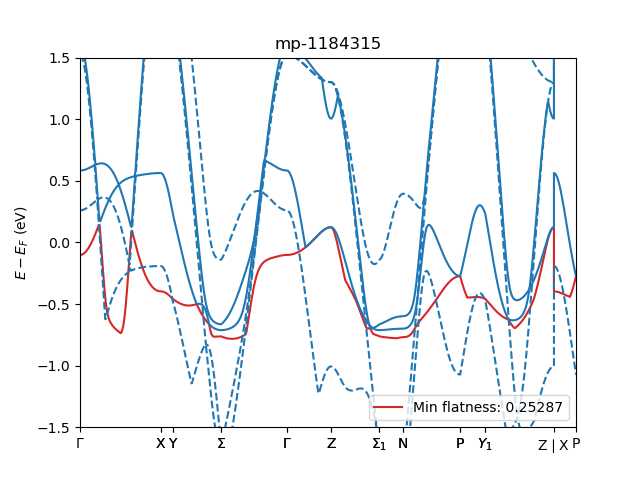 mp-1184315
E − E_F (eV)
1.5
1.0
0.5
0.0
−0.5
−1.0
−1.5
Min flatness: 0.25287
Γ X Y Σ Γ Z Σ₁ N P Y₁ Z | X P